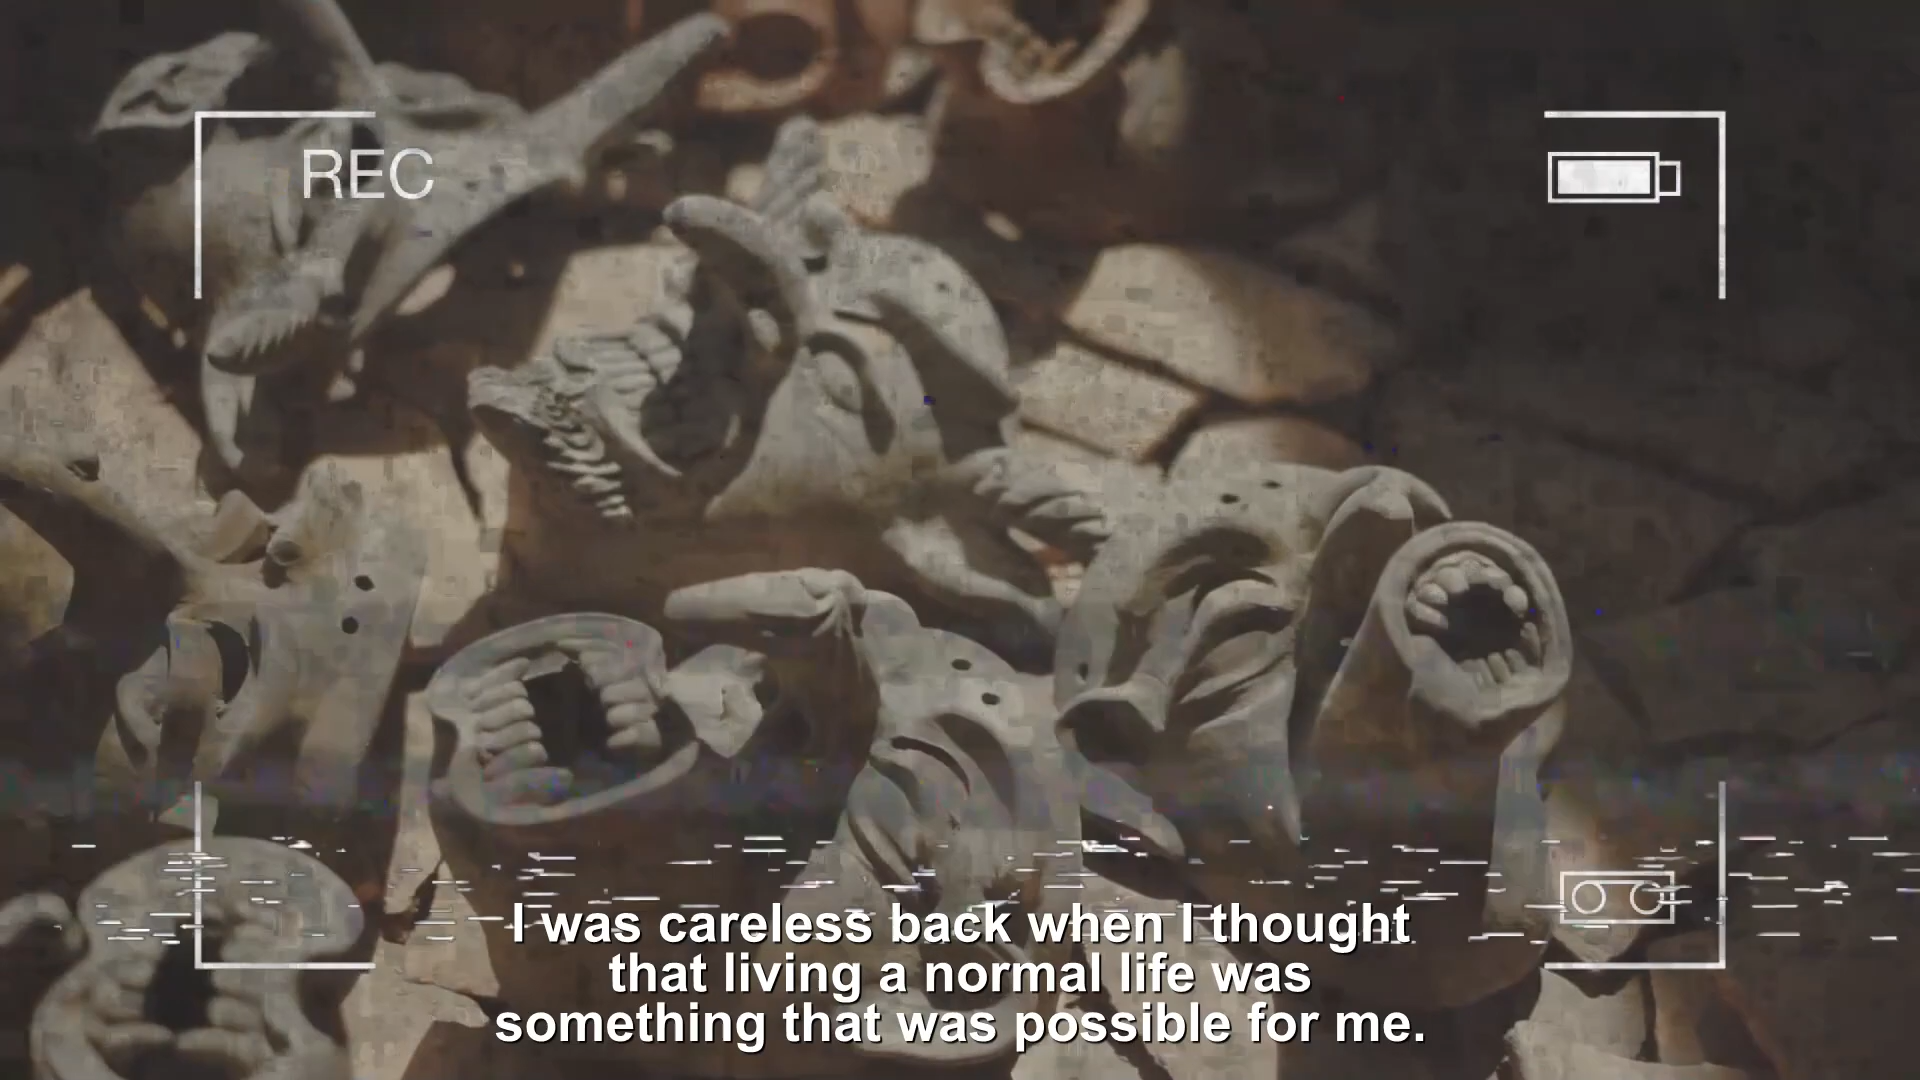 REC
I was careless back when I thought
that living a normal life was
something that was possible for me.